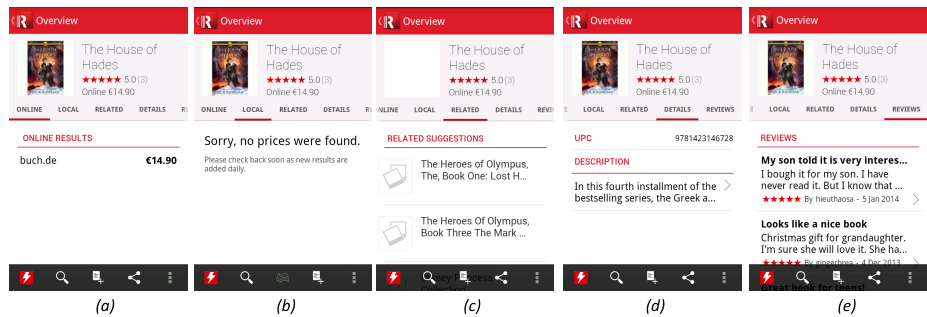 Overview
The House of
Hades
★★★★★ 5.0(3)
Online €14.90
ONLINE LOCAL RELATED DETAILS R
ONLINE RESULTS
buch.de €14.90
(a)
Overview
The House of
Hades
★★★★★ 5.0(3)
Online €14.90
ONLINE LOCAL RELATED DETAILS R
Sorry, no prices were found.
Please check back soon as new results are
added daily.
(b)
Overview
The House of
Hades
★★★★★ 5.0(3)
Online €14.90
NLINE LOCAL RELATED DETAILS REVI
RELATED SUGGESTIONS
The Heroes of Olympus,
The, Book One: Lost H...
The Heroes Of Olympus,
Book Three The Mark ...
Disney Princess
Collection
(c)
Overview
The House of
Hades
★★★★★ 5.0(3)
Online €14.90
E LOCAL RELATED DETAILS REVIEWS
UPC 9781423146728
DESCRIPTION
In this fourth installment of the
bestselling series, the Greek a...
(d)
Overview
The House of
Hades
★★★★★ 5.0(3)
Online €14.90
E LOCAL RELATED DETAILS REVIEWS
REVIEWS
My son told it is very interes...
I bough it for my son. I have
never read it. But I know that ...
★★★★★ By hieuthaosa - 5 Jan 2014
Looks like a nice book
Christmas gift for grandaughter.
I'm sure she will love it. She ha...
★★★★★ By gingerbrea - 4 Dec 2013
Great book for teens!
(e)